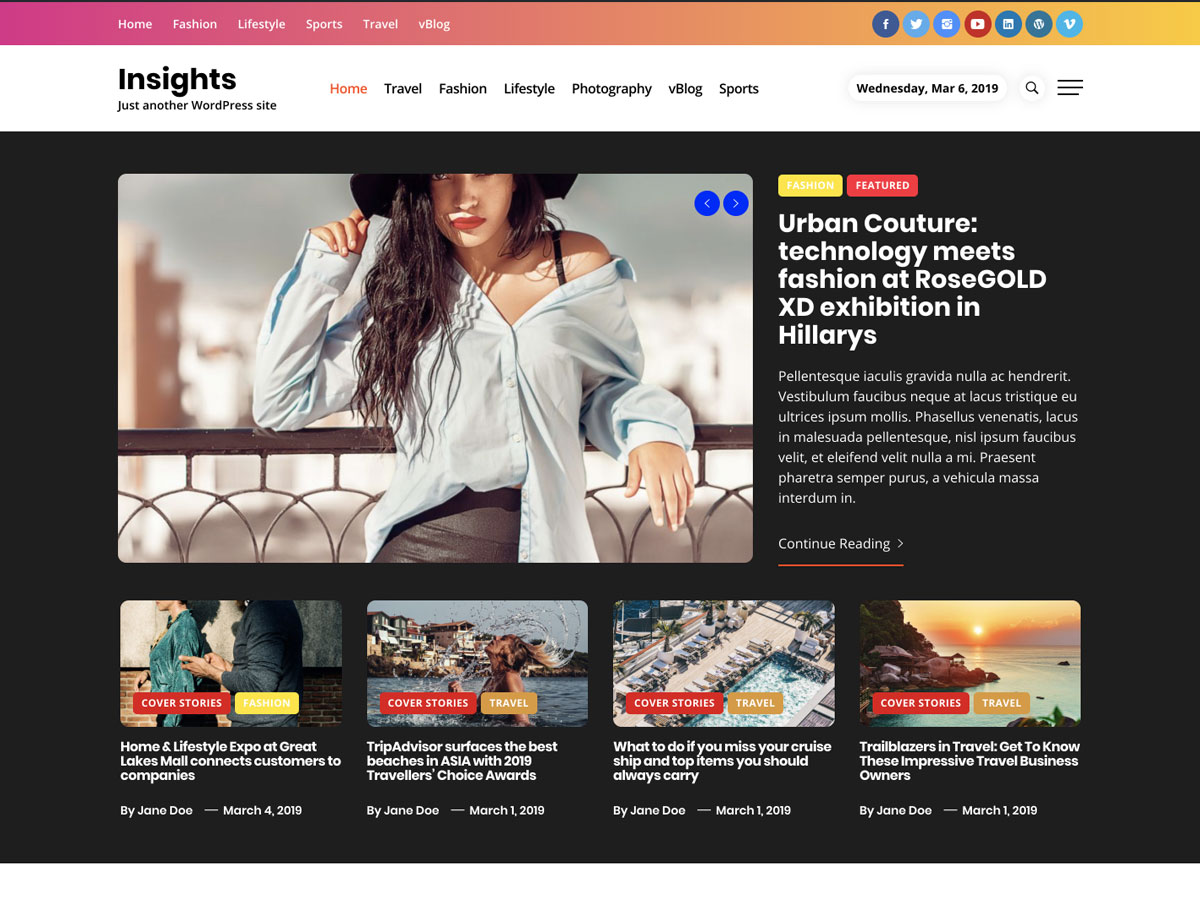 Home Fashion Lifestyle Sports Travel vBlog
Insights
Just another WordPress site
Home Travel Fashion Lifestyle Photography vBlog Sports
Wednesday, Mar 6, 2019
FASHION FEATURED
Urban Couture:
technology meets
fashion at RoseGOLD
XD exhibition in
Hillarys
Pellentesque iaculis gravida nulla ac hendrerit.
Vestibulum faucibus neque at lacus tristique eu
ultrices ipsum mollis. Phasellus venenatis, lacus
in malesuada pellentesque, nisl ipsum faucibus
velit, et eleifend velit nulla a mi. Praesent
pharetra semper purus, a vehicula massa
interdum in.
Continue Reading
COVER STORIES FASHION
Home & Lifestyle Expo at Great
Lakes Mall connects customers to
companies
By Jane Doe — March 4, 2019
COVER STORIES TRAVEL
TripAdvisor surfaces the best
beaches in ASIA with 2019
Travellers' Choice Awards
By Jane Doe — March 1, 2019
COVER STORIES TRAVEL
What to do if you miss your cruise
ship and top items you should
always carry
By Jane Doe — March 1, 2019
COVER STORIES TRAVEL
Trailblazers in Travel: Get To Know
These Impressive Travel Business
Owners
By Jane Doe — March 1, 2019